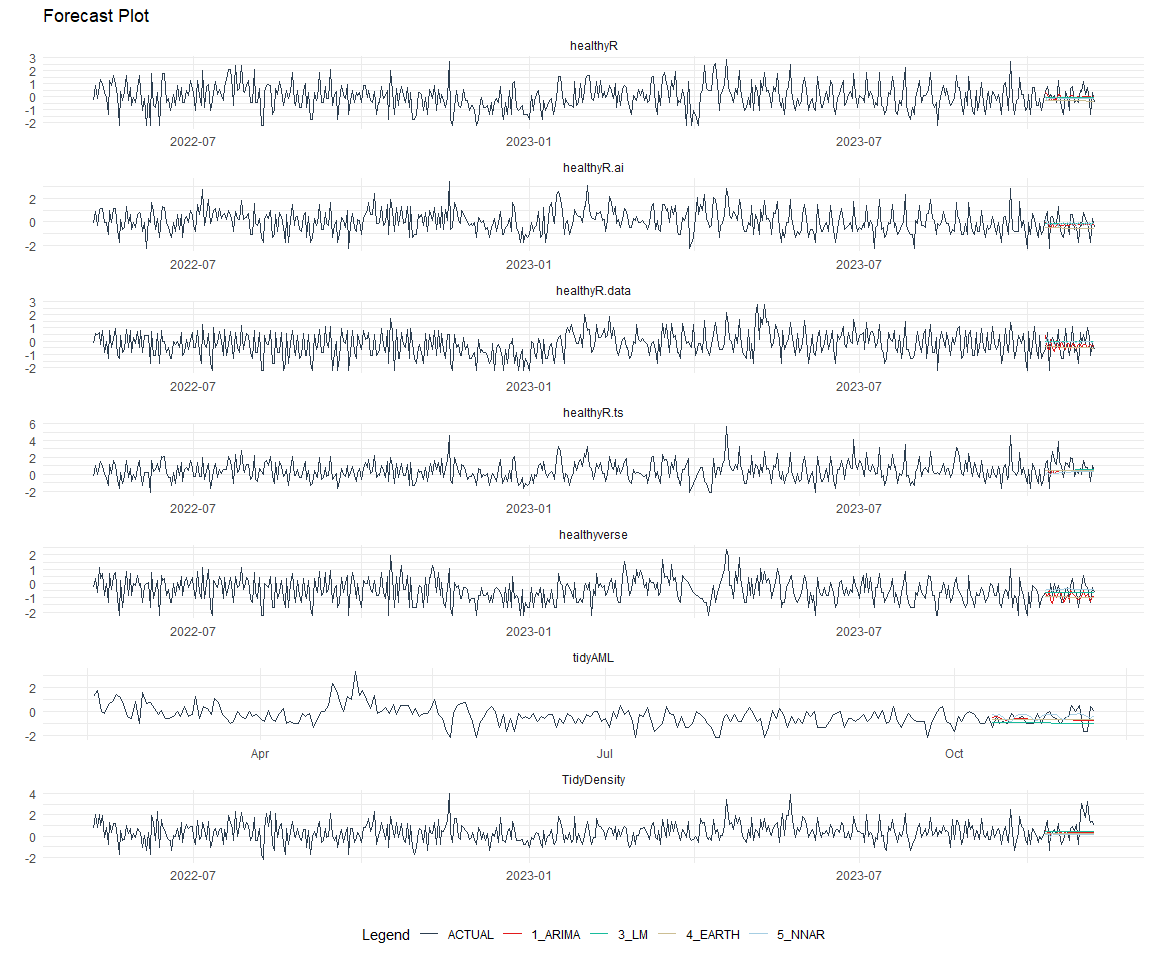 Forecast Plot
healthyR
3
2
1
0
-1
-2
2022-07 2023-01 2023-07
healthyR.ai
2
0
-2
2022-07 2023-01 2023-07
healthyR.data
3
2
1
0
-1
-2
2022-07 2023-01 2023-07
healthyR.ts
6
4
2
0
-2
2022-07 2023-01 2023-07
healthyverse
2
1
0
-1
-2
2022-07 2023-01 2023-07
tidyAML
2
0
-2
Apr Jul Oct
TidyDensity
4
2
0
-2
2022-07 2023-01 2023-07
Legend ACTUAL 1_ARIMA 3_LM 4_EARTH 5_NNAR